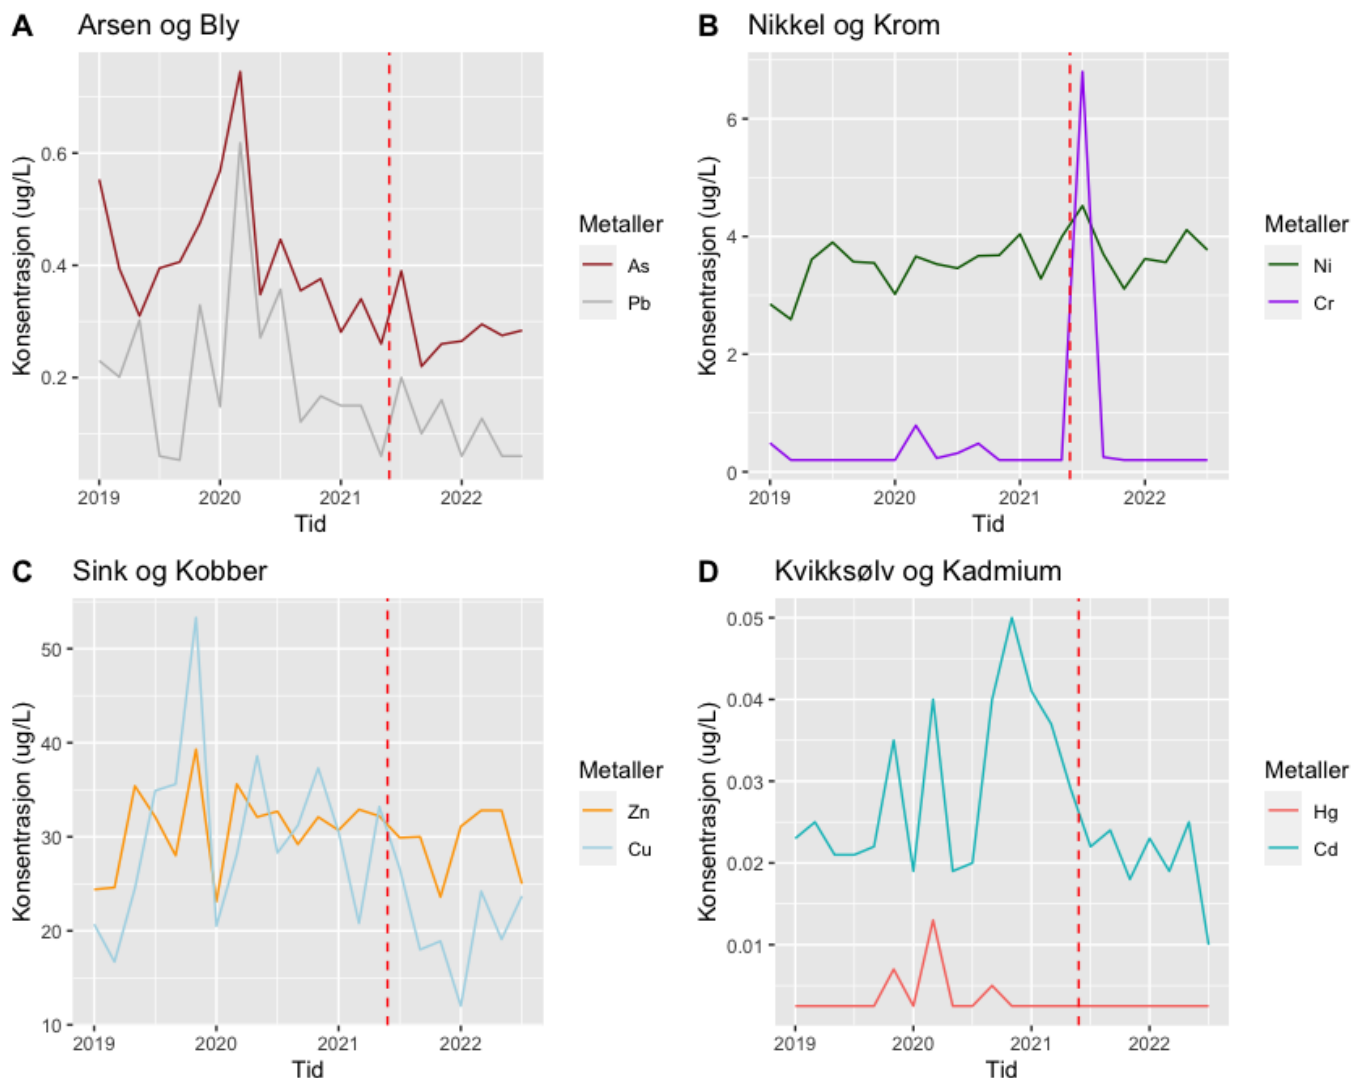 A Arsen og Bly
Konsentrasjon (ug/L)
0.6
0.4
0.2
2019 2020 2021 2022
Tid
Metaller
As
Pb
B Nikkel og Krom
Konsentrasjon (ug/L)
6
4
2
0
2019 2020 2021 2022
Tid
Metaller
Ni
Cr
C Sink og Kobber
Konsentrasjon (ug/L)
50
40
30
20
10
2019 2020 2021 2022
Tid
Metaller
Zn
Cu
D Kvikksølv og Kadmium
Konsentrasjon (ug/L)
0.05
0.04
0.03
0.02
0.01
2019 2020 2021 2022
Tid
Metaller
Hg
Cd